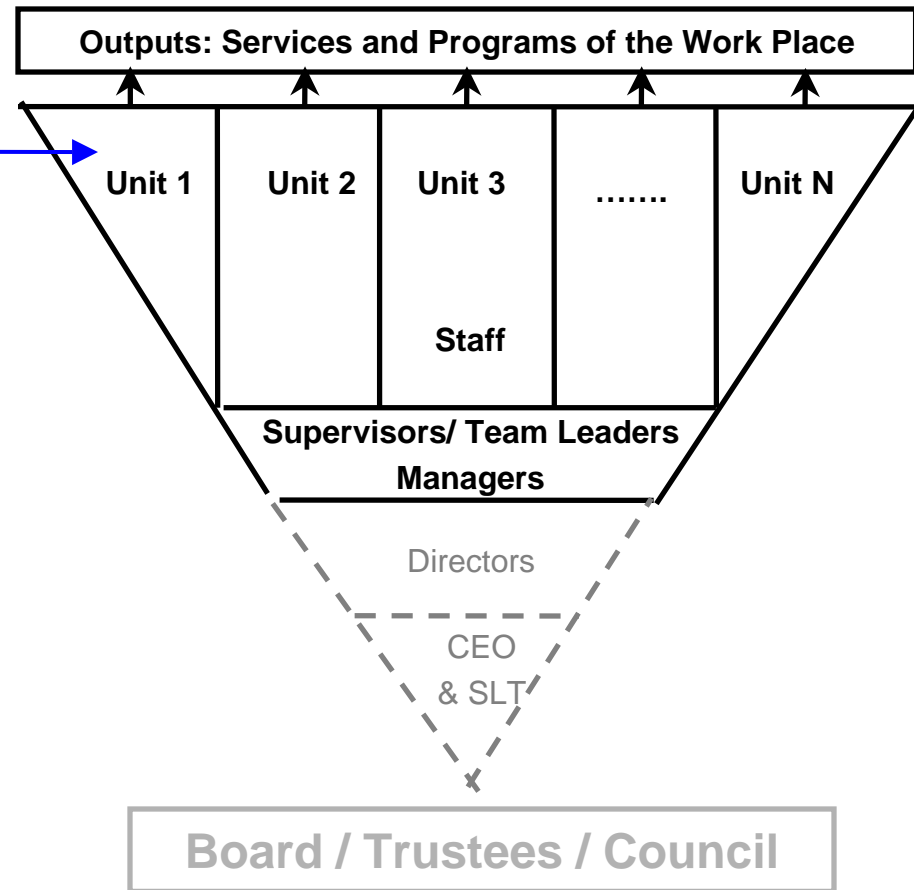 Outputs: Services and Programs of the Work Place
Unit 1 Unit 2 Unit 3 ....... Unit N
Staff
Supervisors/ Team Leaders
Managers
Directors
CEO
& SLT
Board / Trustees / Council